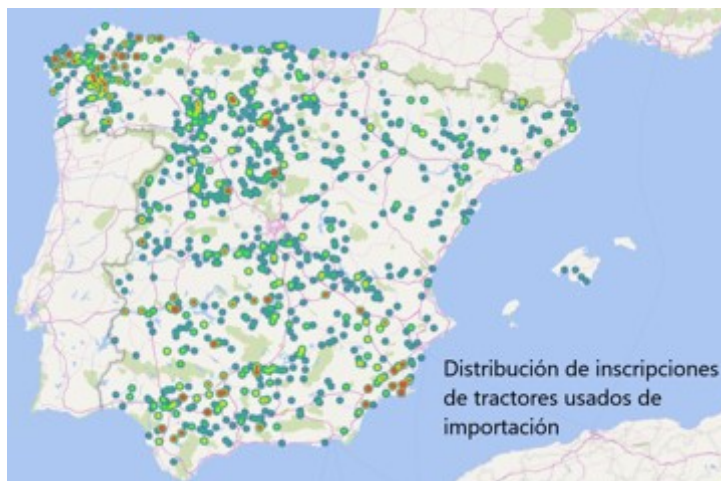 Distribución de inscripciones
de tractores usados de
importación